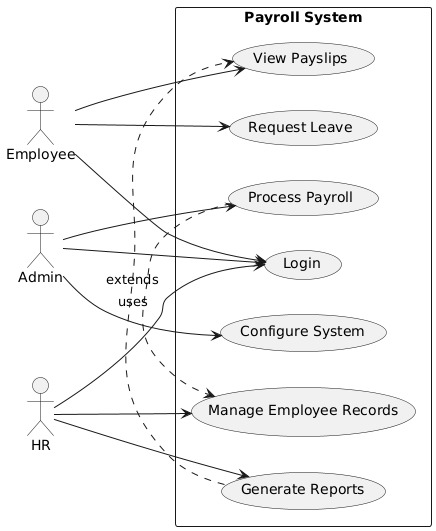 Payroll System
View Payslips
Request Leave
Employee
Process Payroll
Login
Admin
extends
uses
Configure System
Manage Employee Records
HR
Generate Reports